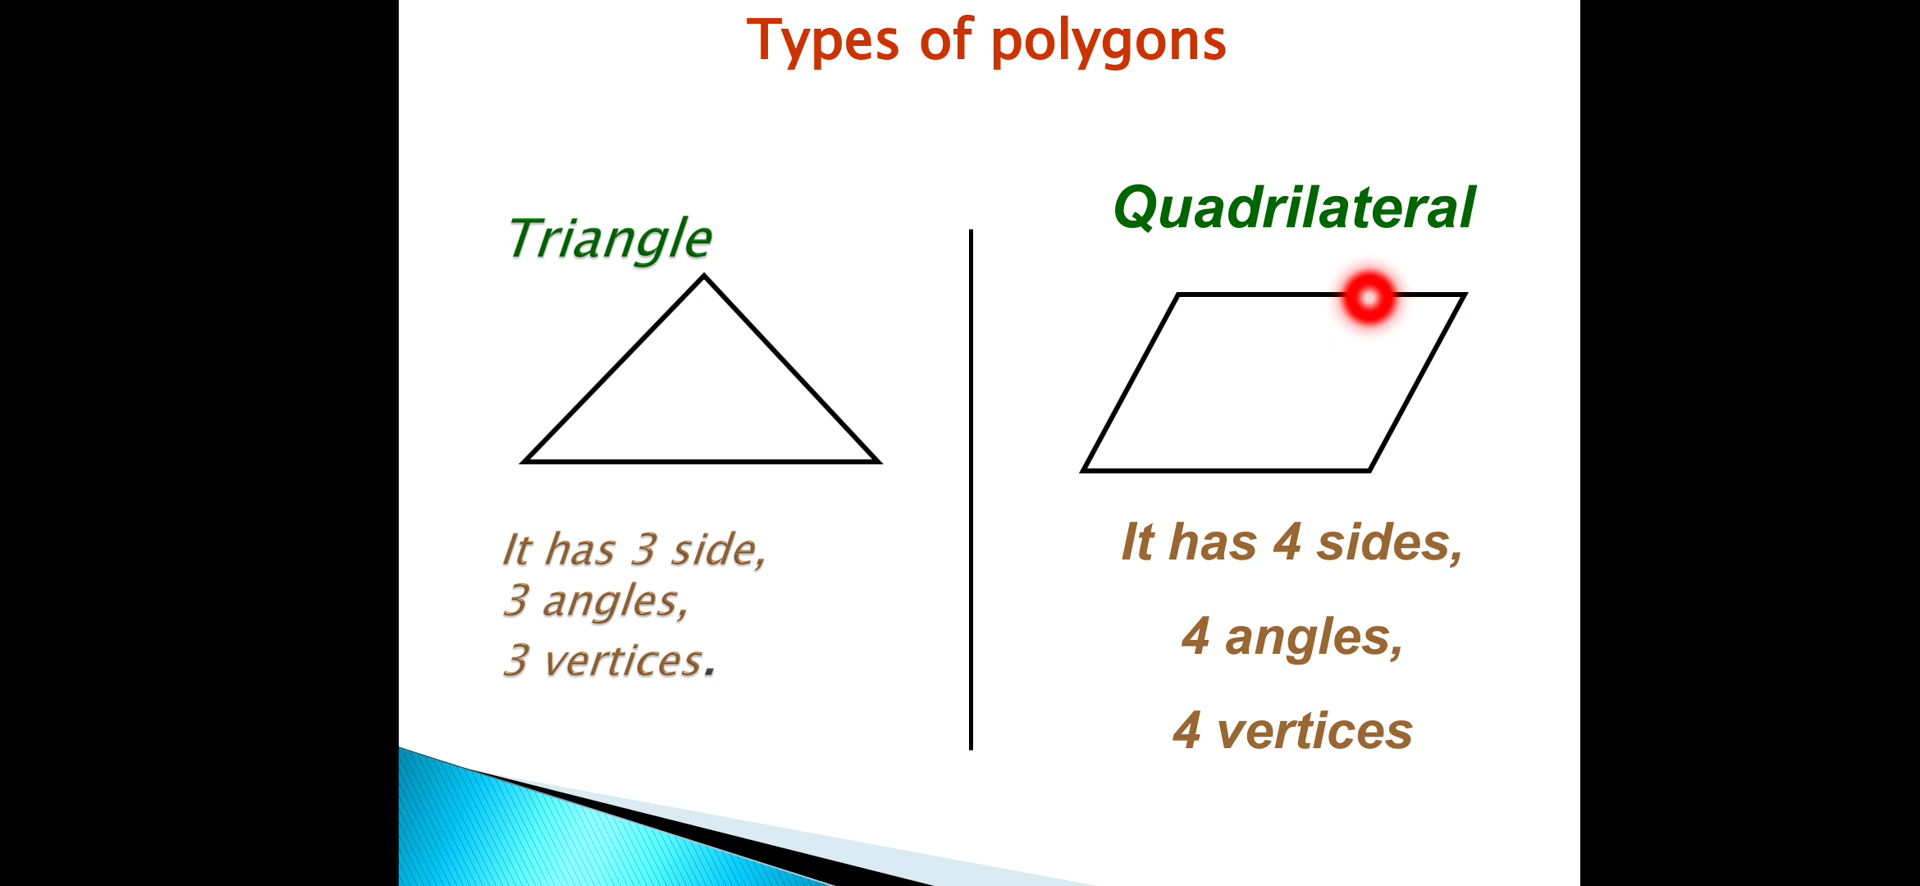 Types of polygons
Triangle
It has 3 side,
3 angles,
3 vertices.
Quadrilateral
It has 4 sides,
4 angles,
4 vertices